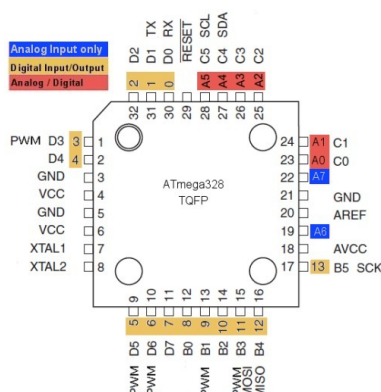 Analog Input only
Digital Input/Output
Analog / Digital
D2
D1 TX
D0 RX
RESET
C5 SCL
C4 SDA
C3
C2
2
1
0
A5
A4
A3
A2
32
31
30
29
28
27
26
25
PWM D3 3 1
D4 4 2
GND 3
VCC 4
GND 5
VCC 6
XTAL1 7
XTAL2 8
ATmega328
TQFP
24 A1 C1
23 A0 C0
22 A7
21 GND
20 AREF
19 A6
18 AVCC
17 13 B5 SCK
9
10
11
12
13
14
15
16
5
6
7
8
9
10
11
12
PWM D5
PWM D6
D7
B0
PWM B1
PWM B2
PWM MOSI B3
MISO B4